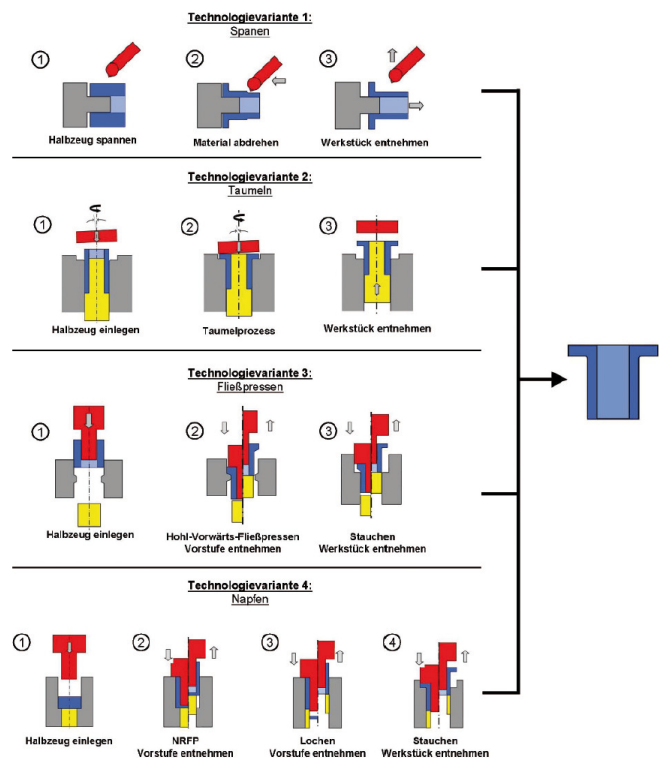 Technologievariante 1:
Spanen
1 2 3
Halbzeug spannen Material abdrehen Werkstück entnehmen
Technologievariante 2:
Taumeln
1 2 3
Halbzeug einlegen Taumelprozess Werkstück entnehmen
Technologievariante 3:
Fließpressen
1 2 3
Halbzeug einlegen Hohl-Vorwärts-Fließpressen Stauchen
Vorstufe entnehmen Werkstück entnehmen
Technologievariante 4:
Napfen
1 2 3 4
Halbzeug einlegen NRFP Lochen Stauchen
Vorstufe entnehmen Vorstufe entnehmen Werkstück entnehmen